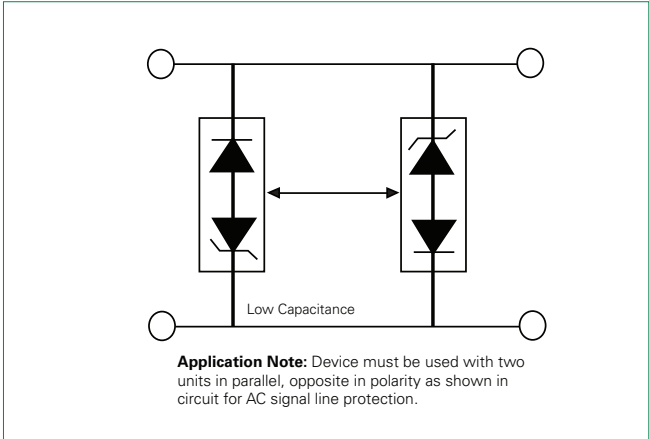 Low Capacitance
Application Note: Device must be used with two
units in parallel, opposite in polarity as shown in
circuit for AC signal line protection.